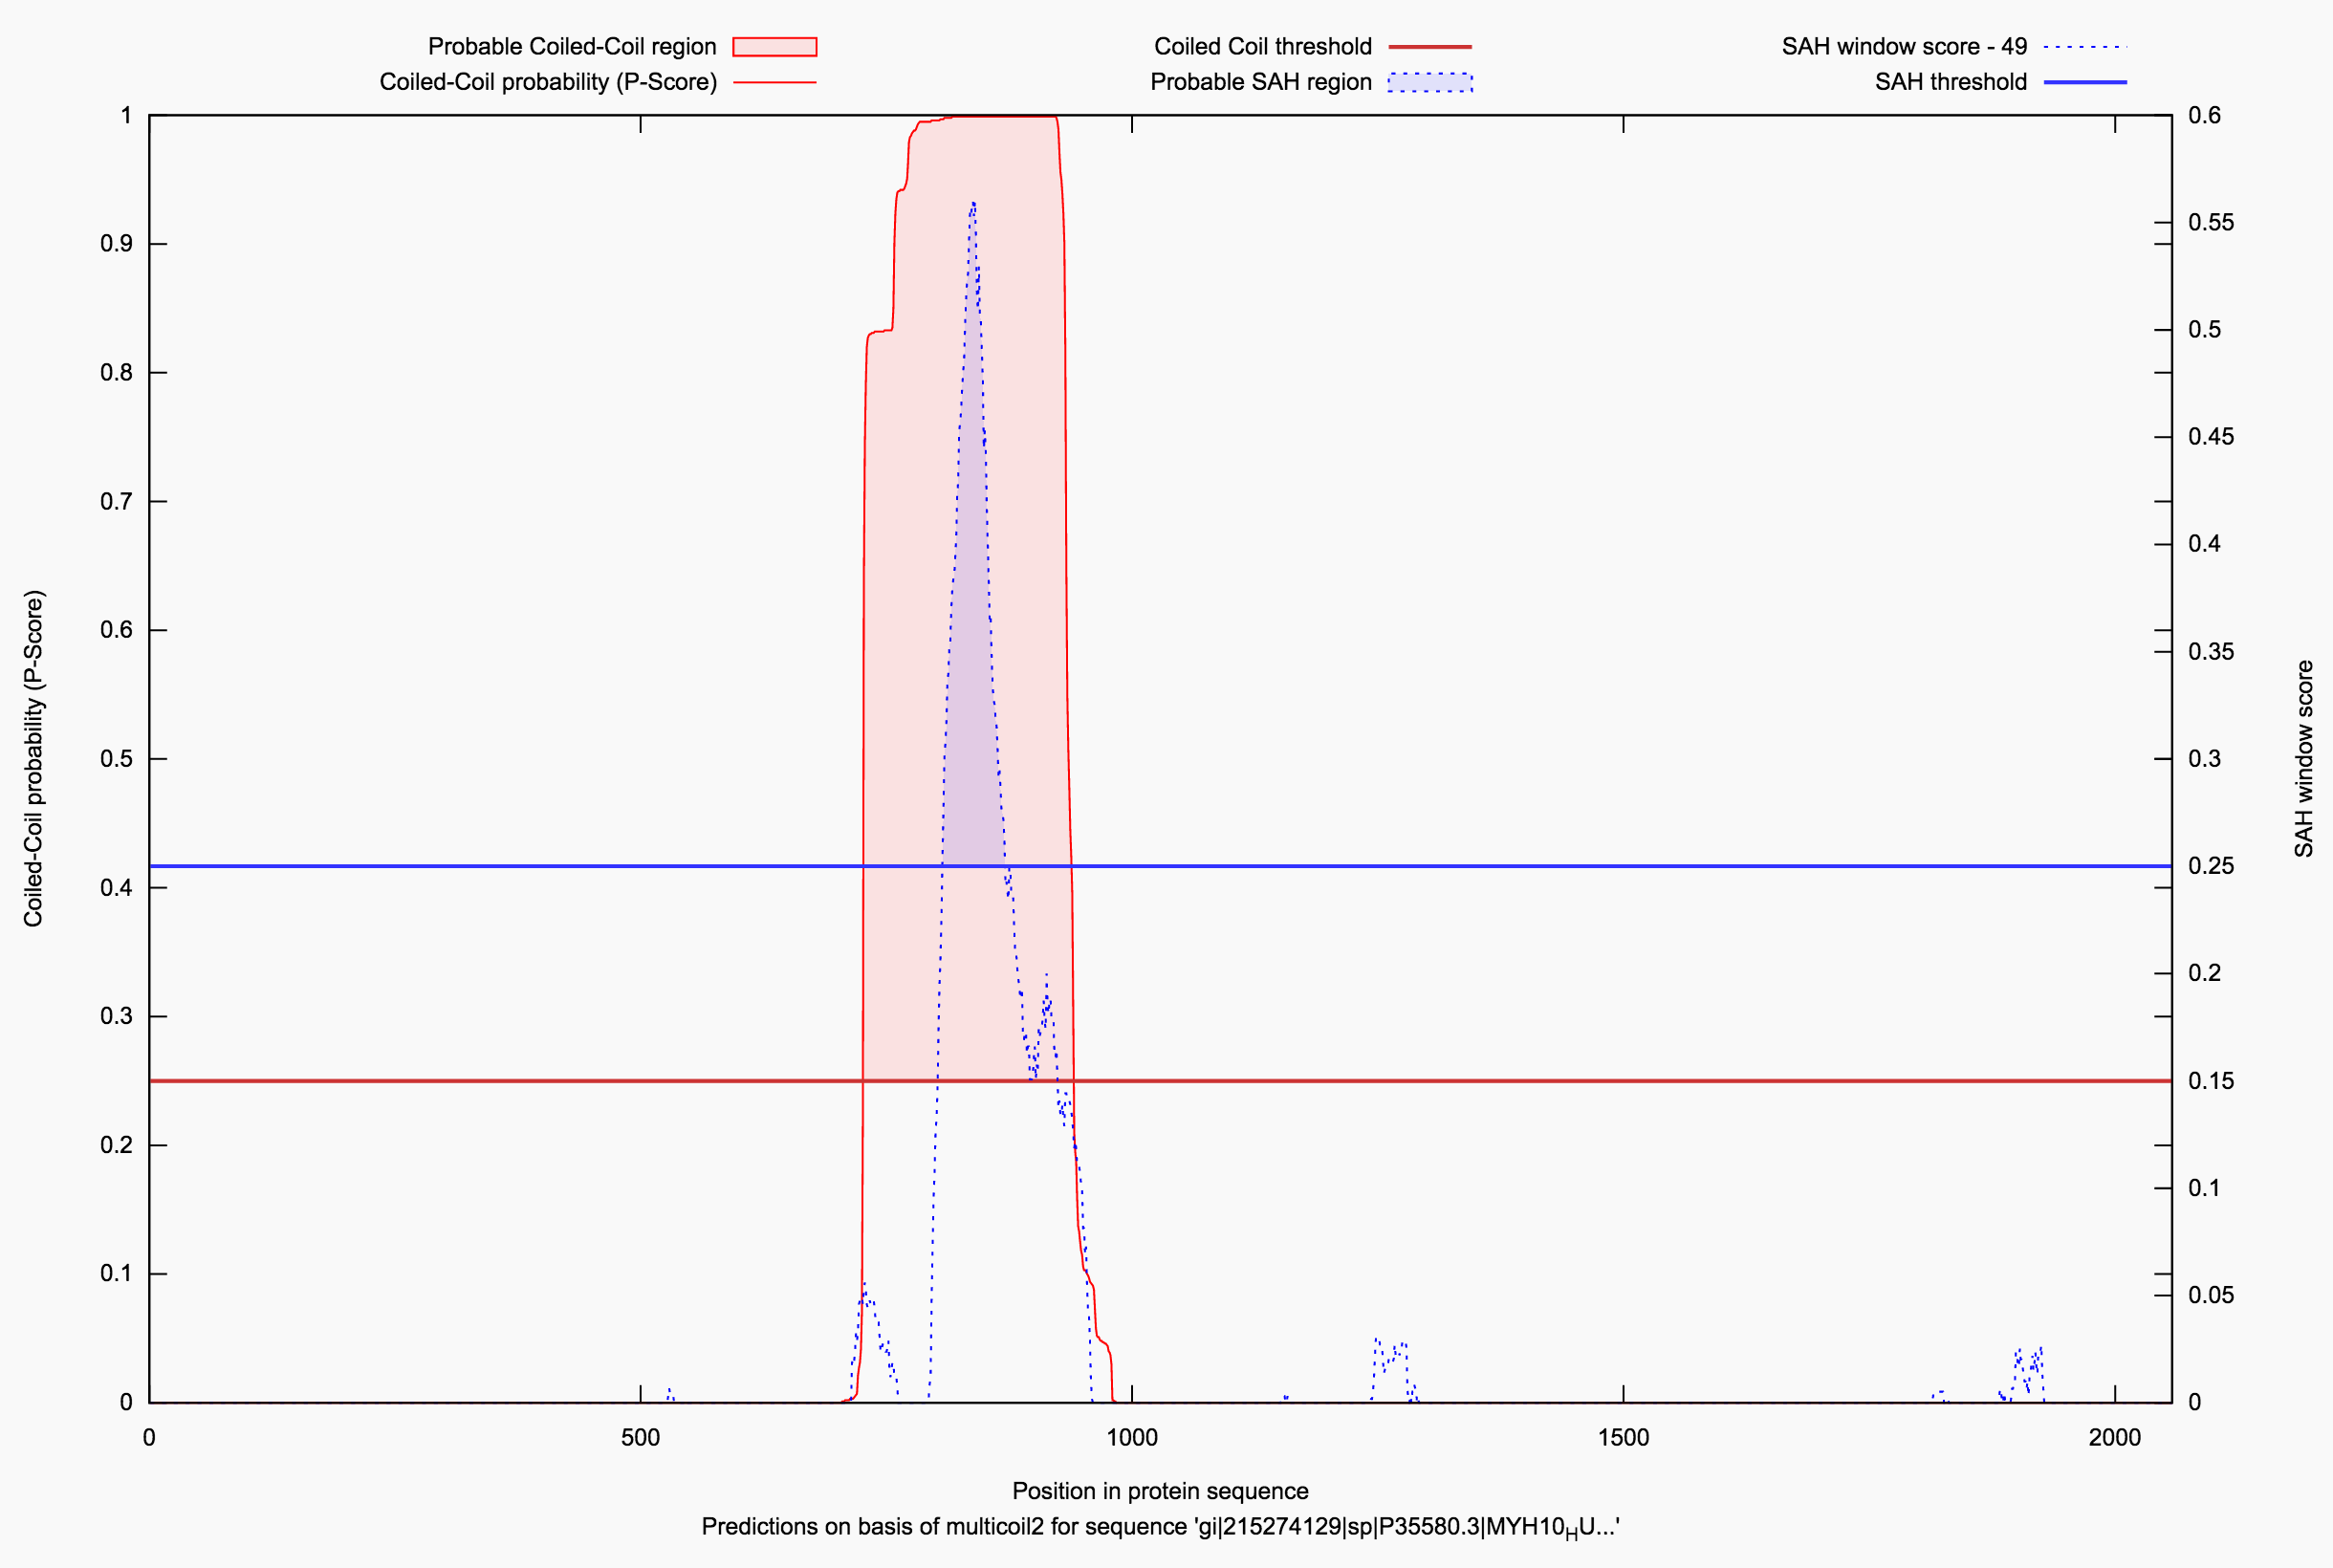 Probable Coiled-Coil region
Coiled-Coil probability (P-Score)
Coiled Coil threshold
Probable SAH region
SAH window score - 49
SAH threshold
1
0.9
0.8
0.7
0.6
0.5
0.4
0.3
0.2
0.1
0
Coiled-Coil probability (P-Score)
0.6
0.55
0.5
0.45
0.4
0.35
0.3
0.25
0.2
0.15
0.1
0.05
0
SAH window score
0
500
1000
1500
2000
Position in protein sequence
Predictions on basis of multicoil2 for sequence 'gi|215274129|sp|P35580.3|MYH10HU...'